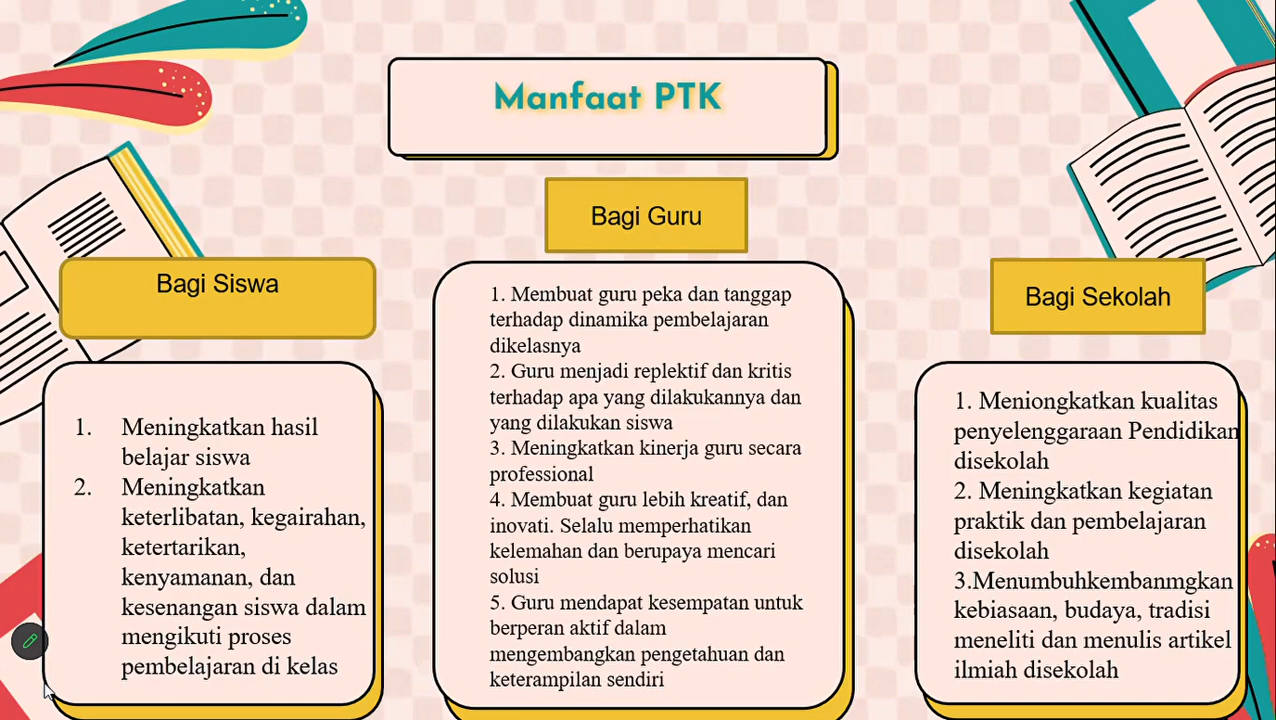 Manfaat PTK
Bagi Siswa
1. Meningkatkan hasil
belajar siswa
2. Meningkatkan
keterlibatan, kegairahan,
ketertarikan,
kenyamanan, dan
kesenangan siswa dalam
mengikuti proses
pembelajaran di kelas
Bagi Guru
1. Membuat guru peka dan tanggap
terhadap dinamika pembelajaran
dikelasnya
2. Guru menjadi replektif dan kritis
terhadap apa yang dilakukannya dan
yang dilakukan siswa
3. Meningkatkan kinerja guru secara
professional
4. Membuat guru lebih kreatif, dan
inovati. Selalu memperhatikan
kelemahan dan berupaya mencari
solusi
5. Guru mendapat kesempatan untuk
berperan aktif dalam
mengembangkan pengetahuan dan
keterampilan sendiri
Bagi Sekolah
1. Meniongkatkan kualitas
penyelenggaraan Pendidikan
disekolah
2. Meningkatkan kegiatan
praktik dan pembelajaran
disekolah
3.Menumbuhkembanmgkan
kebiasaan, budaya, tradisi
meneliti dan menulis artikel
ilmiah disekolah